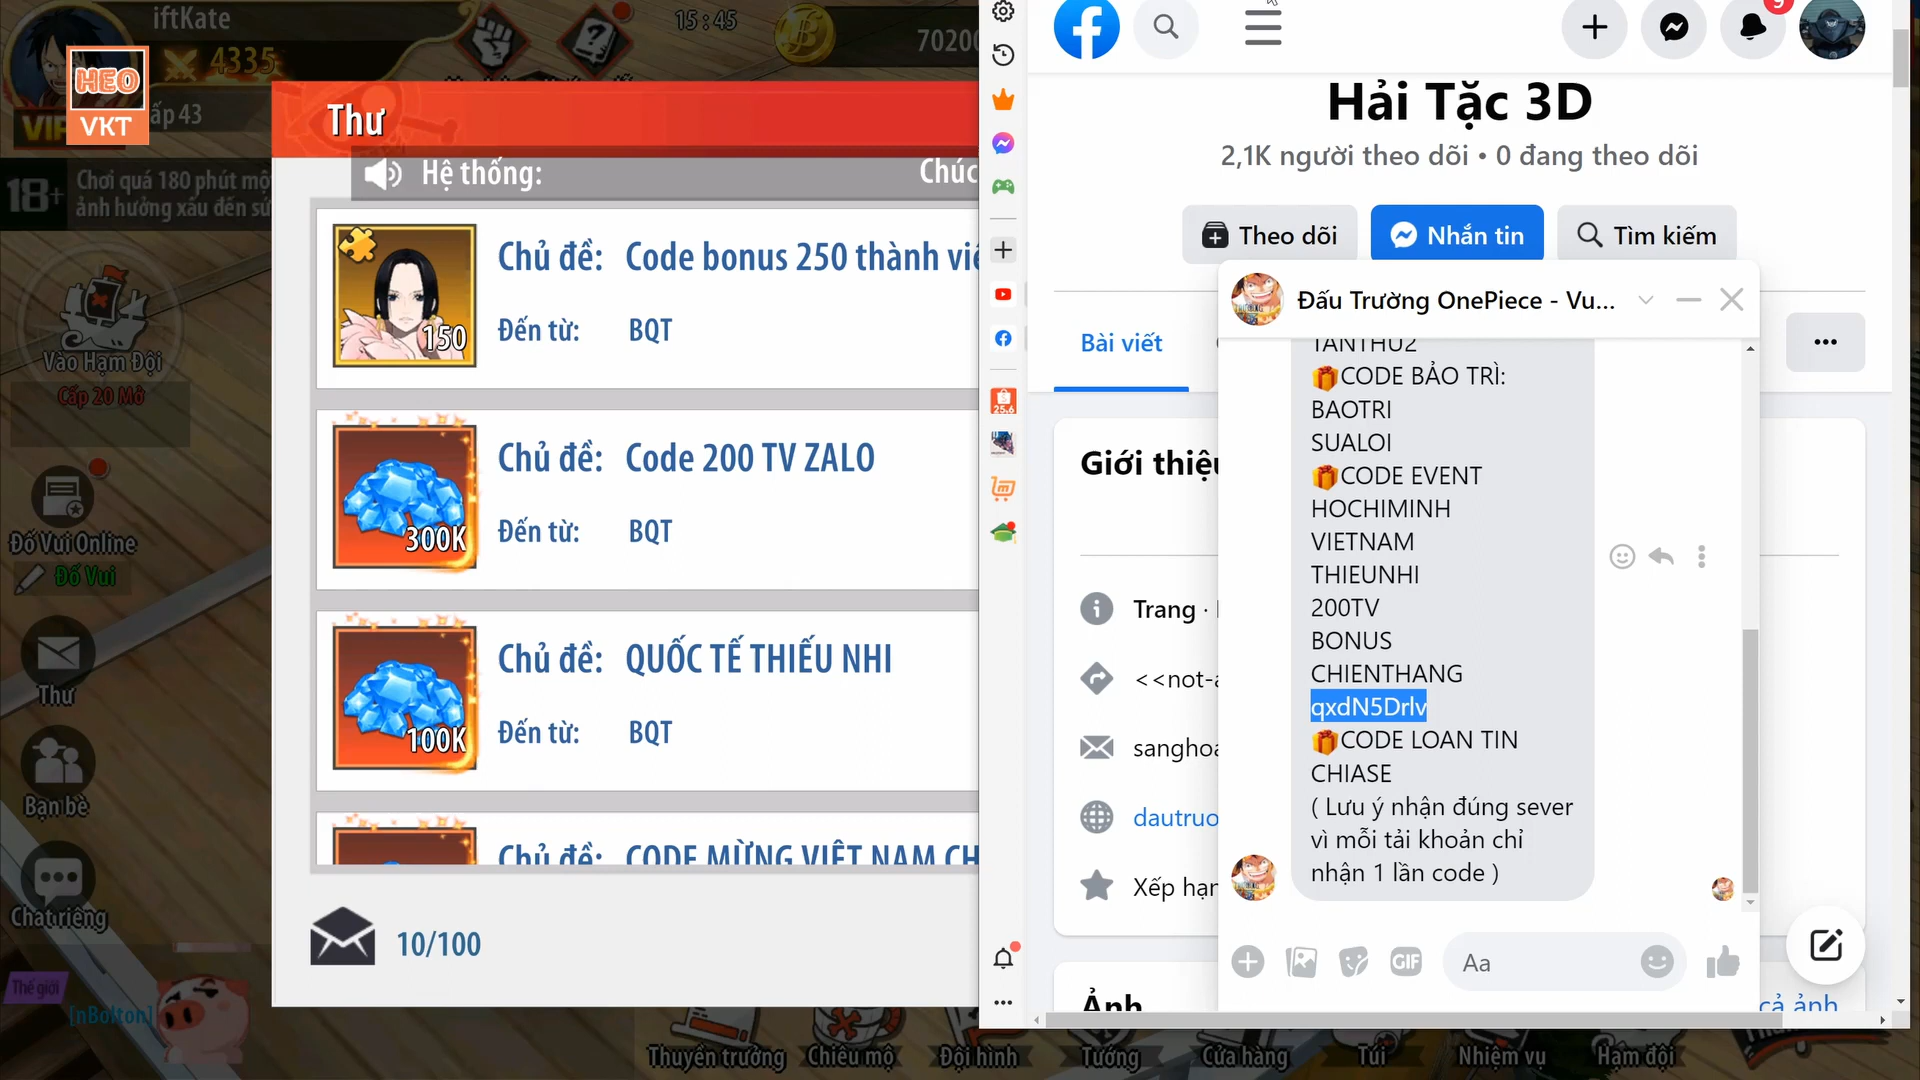 iftKate
4335
HEO
VKT
VIP
ấp 43
15:45
7020
18+
Chơi quá 180 phút mộ
ảnh hưởng xấu đến sứ
Vào Hạm Đội
Cấp 20 Mở
Đố Vui Online
Đố Vui
Thư
Bạn bè
Chat riêng
Thế giới
[nBolton]
Thư
Hệ thống:
Chúc
150
Chủ đề: Code bonus 250 thành viê
Đến từ: BQT
300K
Chủ đề: Code 200 TV ZALO
Đến từ: BQT
100K
Chủ đề: QUỐC TẾ THIẾU NHI
Đến từ: BQT
Chủ đề: CODE MỪNG VIỆT NAM CH
10/100
Thuyền trưởng
Chiêu mộ
Đội hình
Tướng
Cửa hàng
Túi
Nhiệm vụ
Hạm đội
25.6
9
Hải Tặc 3D
2,1K người theo dõi • 0 đang theo dõi
Theo dõi
Nhắn tin
Tìm kiếm
Bài viết
Giới thiệu
Trang ·
<<not-a
sanghoa
dautruo
Xếp hạn
Ảnh
cả ảnh
Đấu Trường OnePiece - Vu...
TANTHU2
🎁CODE BẢO TRÌ:
BAOTRI
SUALOI
🎁CODE EVENT
HOCHIMINH
VIETNAM
THIEUNHI
200TV
BONUS
CHIENTHANG
qxdN5Drlv
🎁CODE LOAN TIN
CHIASE
( Lưu ý nhận đúng sever
vì mỗi tải khoản chỉ
nhận 1 lần code )
GIF
Aa